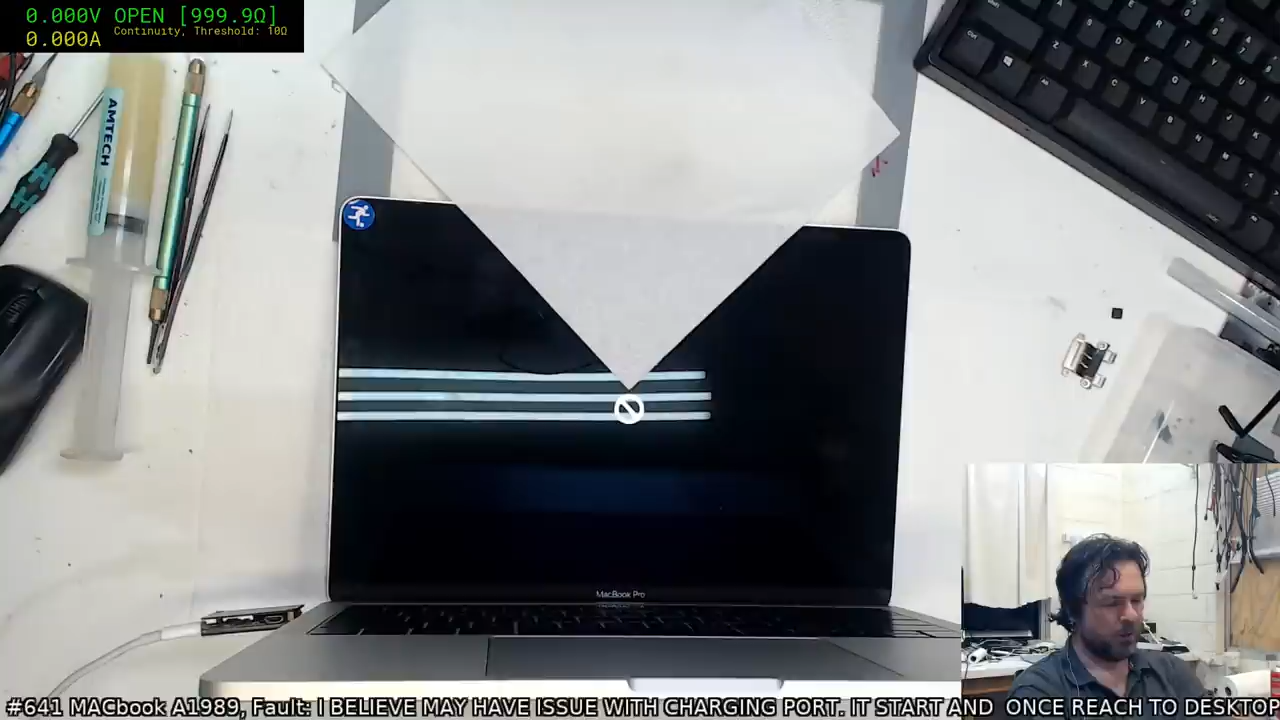 0.000V OPEN [999.9Ω]
0.000A Continuity, Threshold: 10Ω
AMTECH
MacBook Pro
#641 MACbook A1989, Fault: I BELIEVE MAY HAVE ISSUE WITH CHARGING PORT. IT START AND ONCE REACH TO DESKTOP